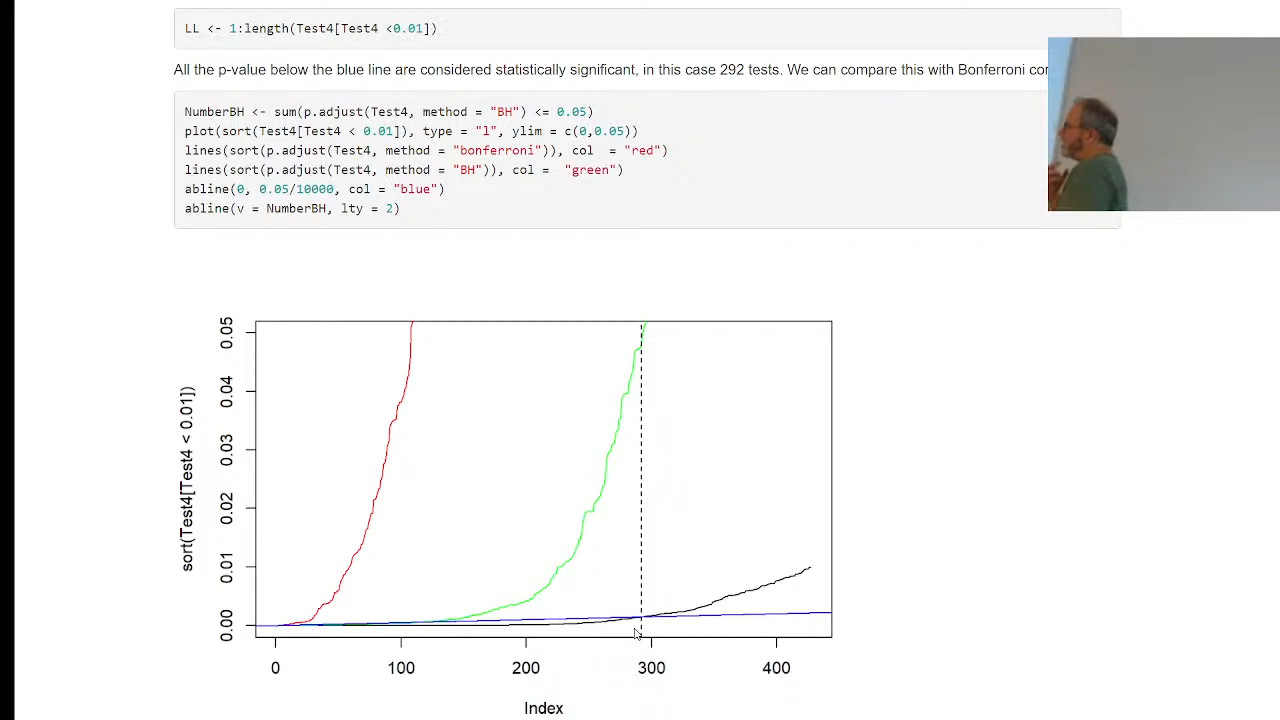 LL <- 1:length(Test4[Test4 <0.01])
All the p-value below the blue line are considered statistically significant, in this case 292 tests. We can compare this with Bonferroni
NumberBH <- sum(p.adjust(Test4, method = "BH") <= 0.05)
plot(sort(Test4[Test4 < 0.01]), type = "l", ylim = c(0,0.05))
lines(sort(p.adjust(Test4, method = "bonferroni")), col  = "red")
lines(sort(p.adjust(Test4, method = "BH")), col =  "green")
abline(0, 0.05/10000, col = "blue")
abline(v = NumberBH, lty = 2)
0.05
0.04
0.03
0.02
0.01
0.00
sort(Test4[Test4 < 0.01])
0 100 200 300 400
Index